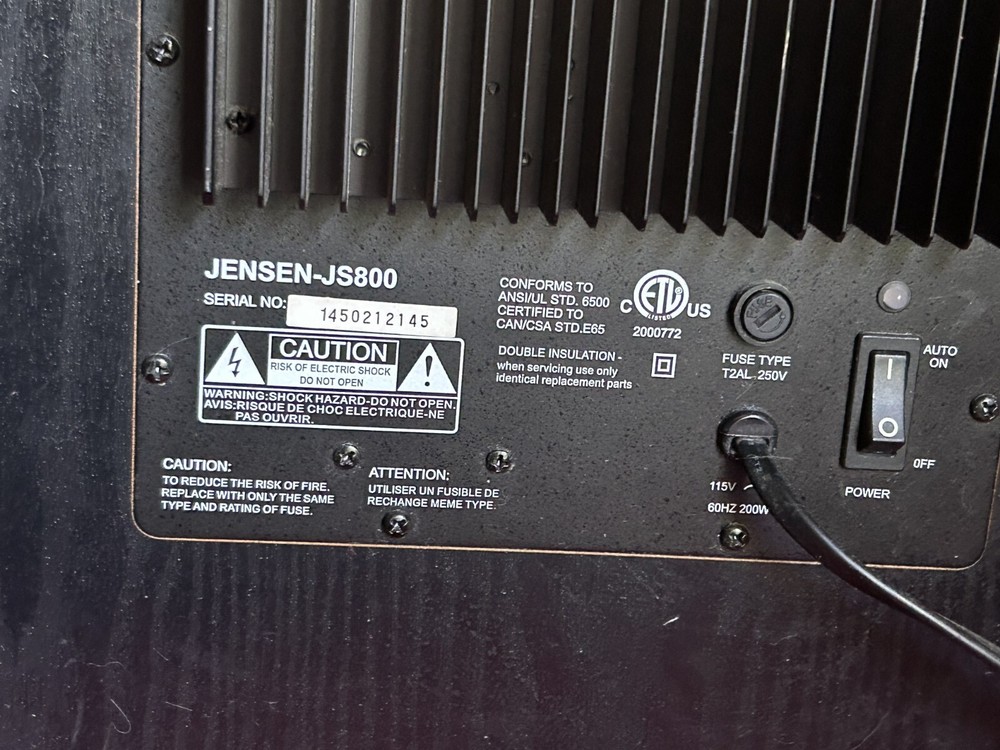 JENSEN-JS800
SERIAL NO: 1450212145
CAUTION
RISK OF ELECTRIC SHOCK
DO NOT OPEN
WARNING:SHOCK HAZARD-DO NOT OPEN.
AVIS:RISQUE DE CHOC ELECTRIQUE-NE
PAS OUVRIR.
CAUTION:
TO REDUCE THE RISK OF FIRE.
REPLACE WITH ONLY THE SAME
TYPE AND RATING OF FUSE.
ATTENTION:
UTILISER UN FUSIBLE DE
RECHANGE MEME TYPE.
CONFORMS TO
ANSI/UL STD. 6500
CERTIFIED TO
CAN/CSA STD.E65
C ETL US
LISTED
2000772
DOUBLE INSULATION -
when servicing use only
identical replacement parts
FUSE
FUSE TYPE
T2AL 250V
115V ~
60HZ 200W
AUTO
ON
OFF
POWER